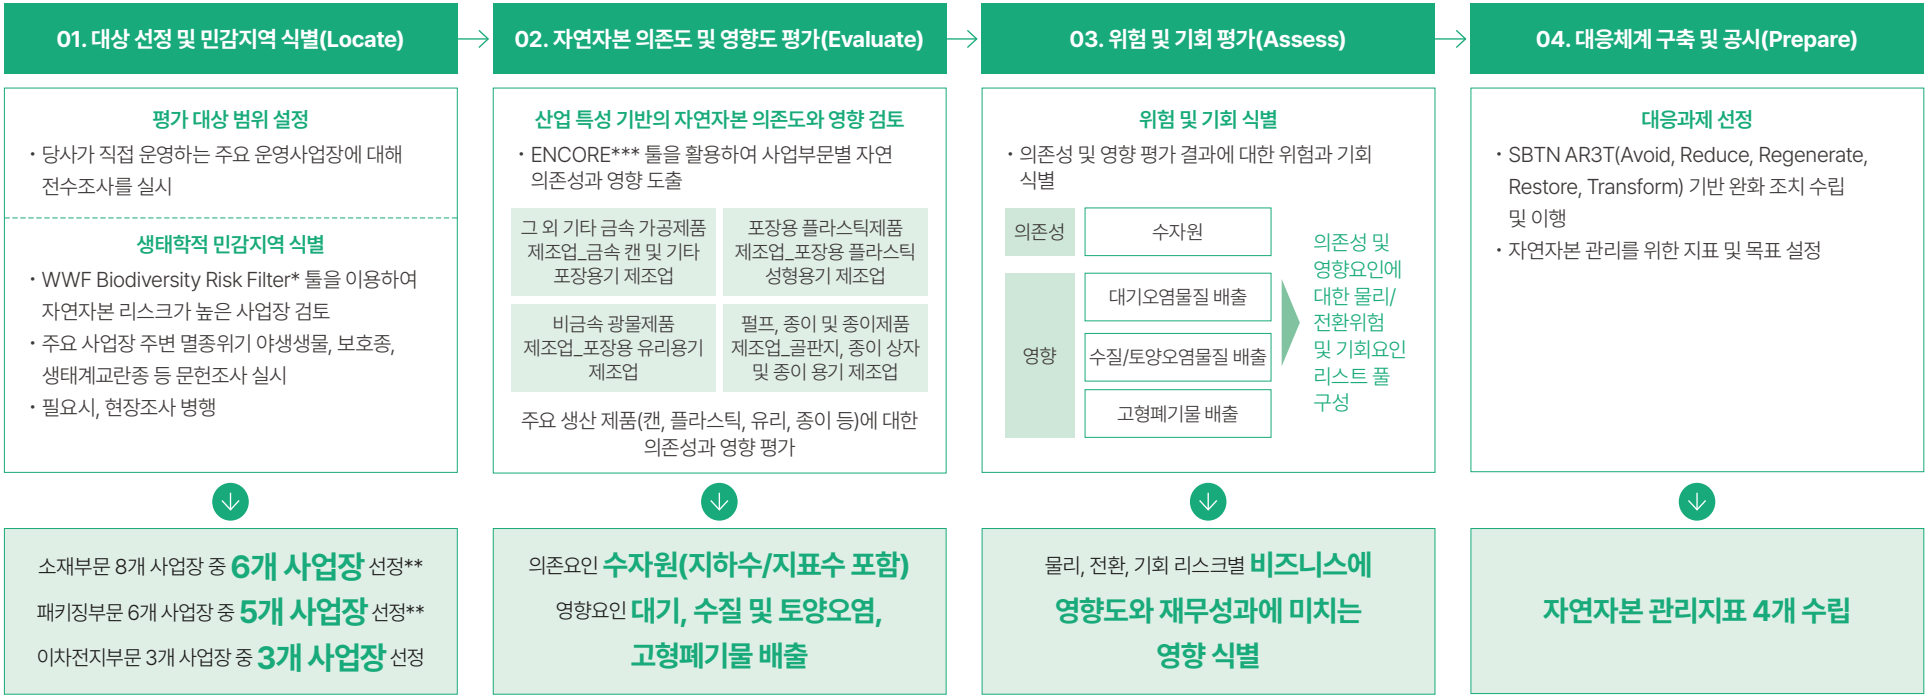 01. 대상 선정 및 민감지역 식별(Locate)
평가 대상 범위 설정
• 당사가 직접 운영하는 주요 운영사업장에 대해
전수조사를 실시
생태학적 민감지역 식별
• WWF Biodiversity Risk Filter* 툴을 이용하여
자연자본 리스크가 높은 사업장 검토
• 주요 사업장 주변 멸종위기 야생생물, 보호종,
생태계교란종 등 문헌조사 실시
• 필요시, 현장조사 병행
소재부문 8개 사업장 중 6개 사업장 선정**
패키징부문 6개 사업장 중 5개 사업장 선정**
이차전지부문 3개 사업장 중 3개 사업장 선정
02. 자연자본 의존도 및 영향도 평가(Evaluate)
산업 특성 기반의 자연자본 의존도와 영향 검토
• ENCORE*** 툴을 활용하여 사업부문별 자연
의존성과 영향 도출
그 외 기타 금속 가공제품
제조업_금속 캔 및 기타
포장용기 제조업
포장용 플라스틱제품
제조업_포장용 플라스틱
성형용기 제조업
비금속 광물제품
제조업_포장용 유리용기
제조업
펄프, 종이 및 종이제품
제조업_골판지, 종이 상자
및 종이 용기 제조업
주요 생산 제품(캔, 플라스틱, 유리, 종이 등)에 대한
의존성과 영향 평가
의존요인 수자원(지하수/지표수 포함)
영향요인 대기, 수질 및 토양오염,
고형폐기물 배출
03. 위험 및 기회 평가(Assess)
위험 및 기회 식별
• 의존성 및 영향 평가 결과에 대한 위험과 기회
식별
의존성
수자원
영향
대기오염물질 배출
수질/토양오염물질 배출
고형폐기물 배출
의존성 및
영향요인에
대한 물리/
전환위험
및 기회요인
리스트 풀
구성
물리, 전환, 기회 리스크별 비즈니스에
영향도와 재무성과에 미치는
영향 식별
04. 대응체계 구축 및 공시(Prepare)
대응과제 선정
• SBTN AR3T(Avoid, Reduce, Regenerate,
Restore, Transform) 기반 완화 조치 수립
및 이행
• 자연자본 관리를 위한 지표 및 목표 설정
자연자본 관리지표 4개 수립